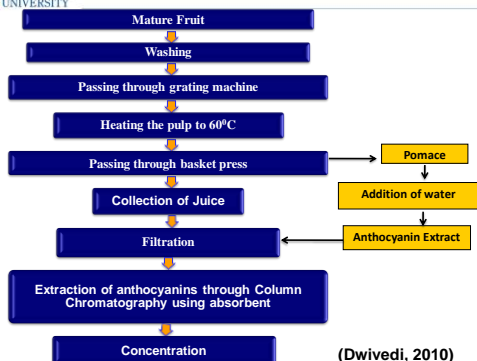 UNIVERSITY
Mature Fruit
Washing
Passing through grating machine
Heating the pulp to 60⁰C
Passing through basket press
Pomace
Collection of Juice
Addition of water
Filtration
Anthocyanin Extract
Extraction of anthocyanins through Column
Chromatography using absorbent
Concentration
(Dwivedi, 2010)